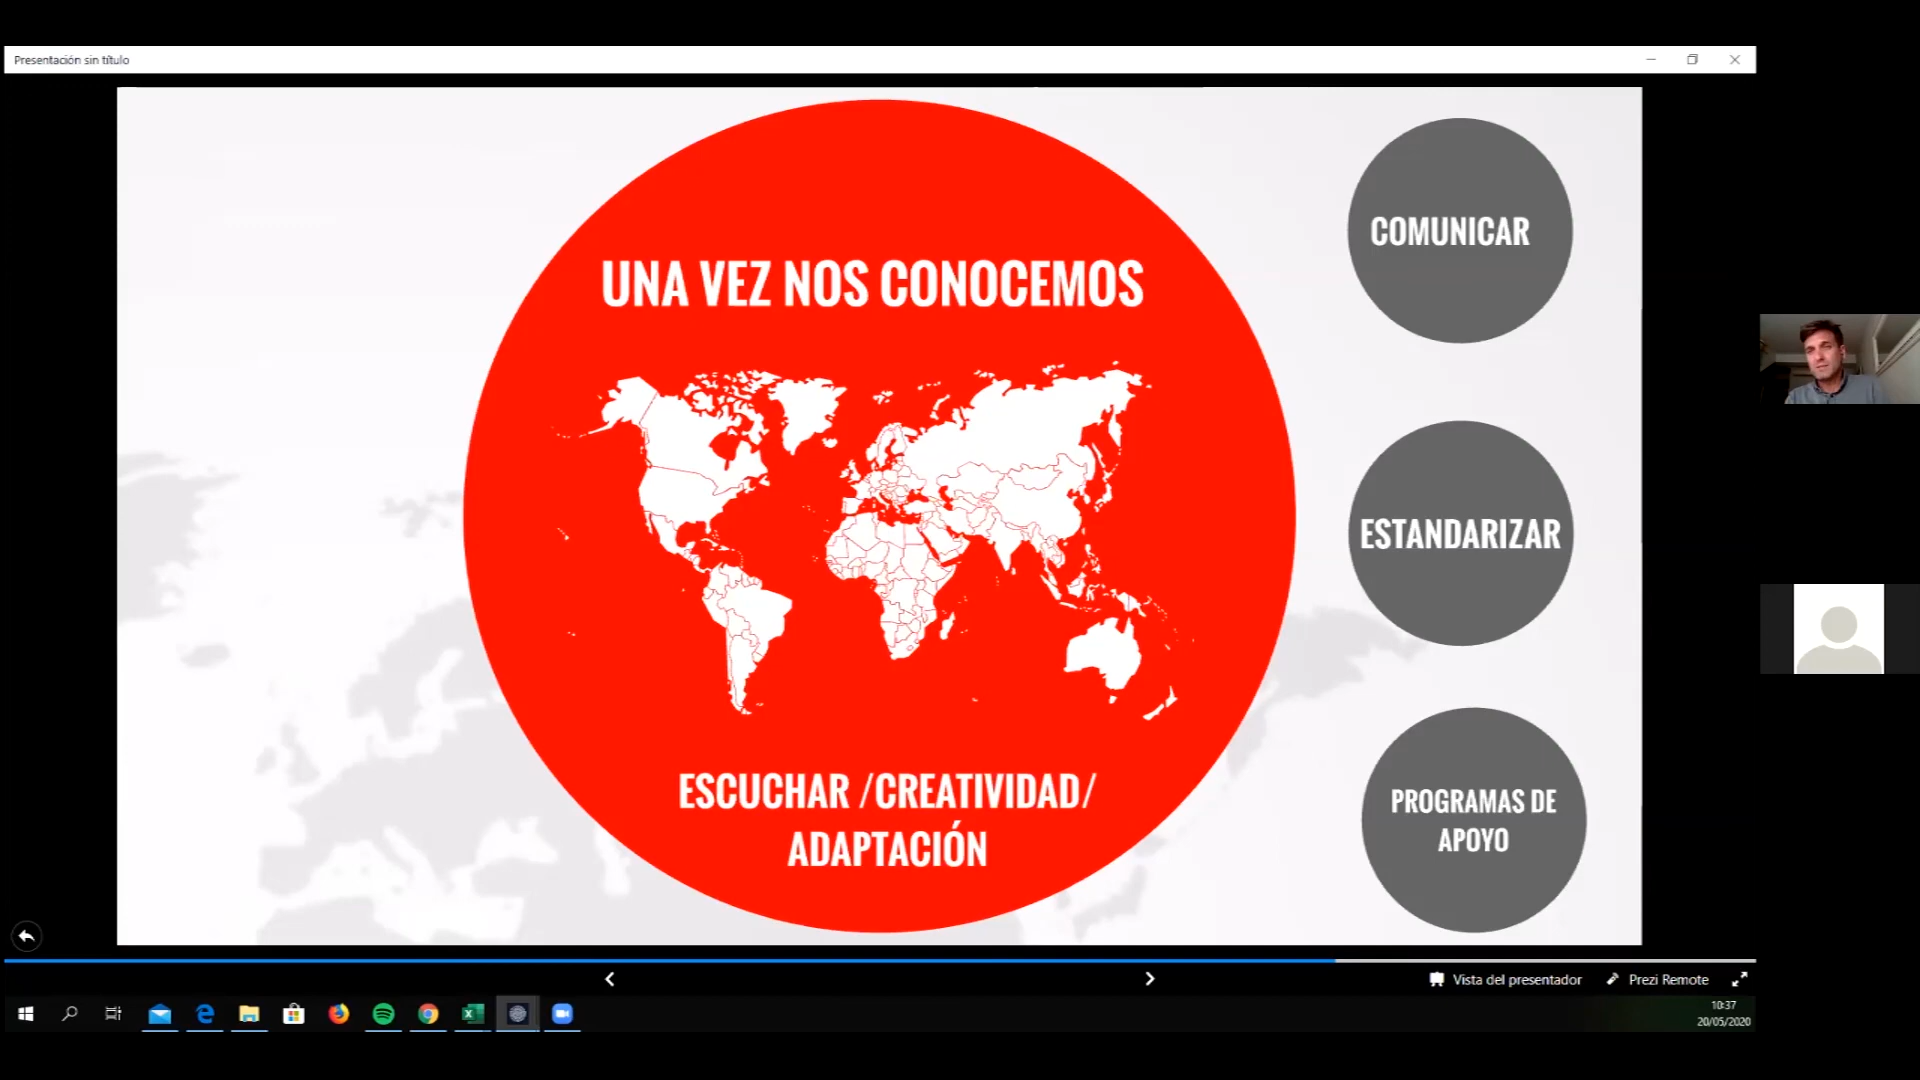 Presentación sin título
UNA VEZ NOS CONOCEMOS
ESCUCHAR /CREATIVIDAD/
ADAPTACIÓN
COMUNICAR
ESTANDARIZAR
PROGRAMAS DE
APOYO
Vista del presentador
Prezi Remote
10:37
20/05/2020